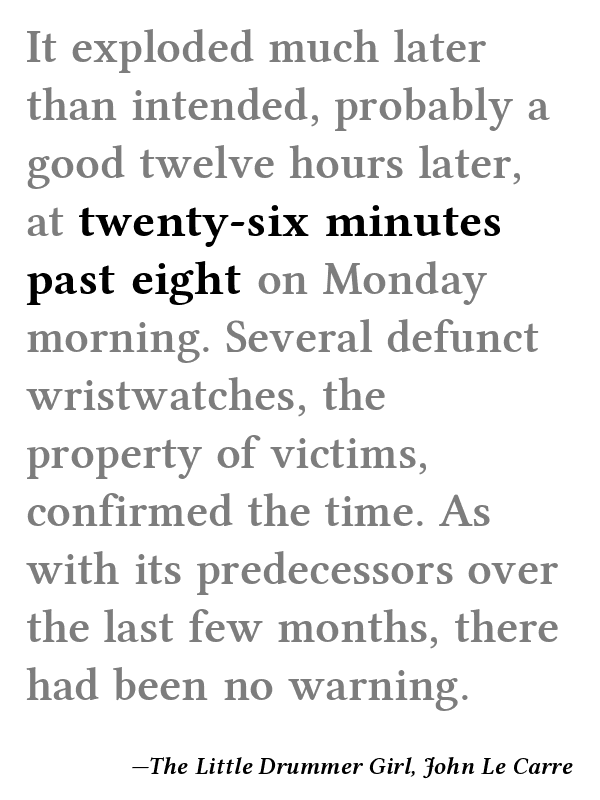 It exploded much later
than intended, probably a
good twelve hours later,
at twenty-six minutes
past eight on Monday
morning. Several defunct
wristwatches, the
property of victims,
confirmed the time. As
with its predecessors over
the last few months, there
had been no warning.
—The Little Drummer Girl, John Le Carre